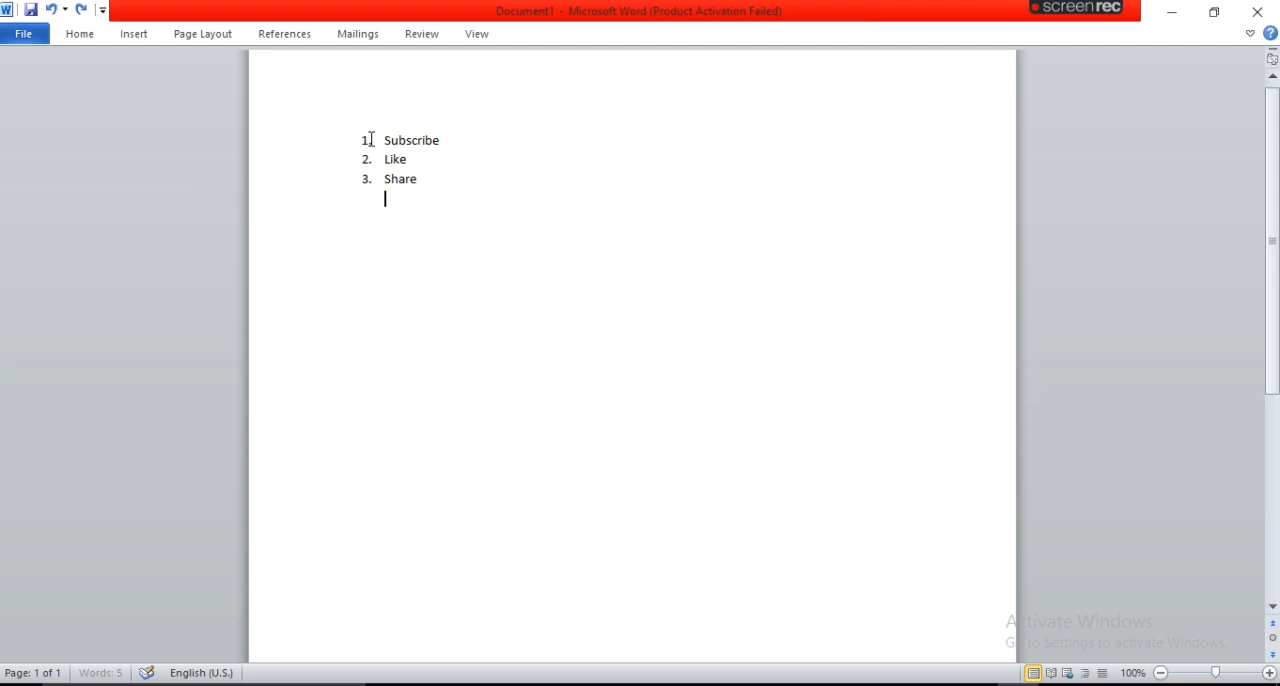 Document1 - Microsoft Word (Product Activation Failed)
screenrec
File Home Insert Page Layout References Mailings Review View
1. Subscribe
2. Like
3. Share
Activate Windows
Go to Settings to activate Windows.
Page: 1 of 1 Words: 5 English (U.S.) 100%